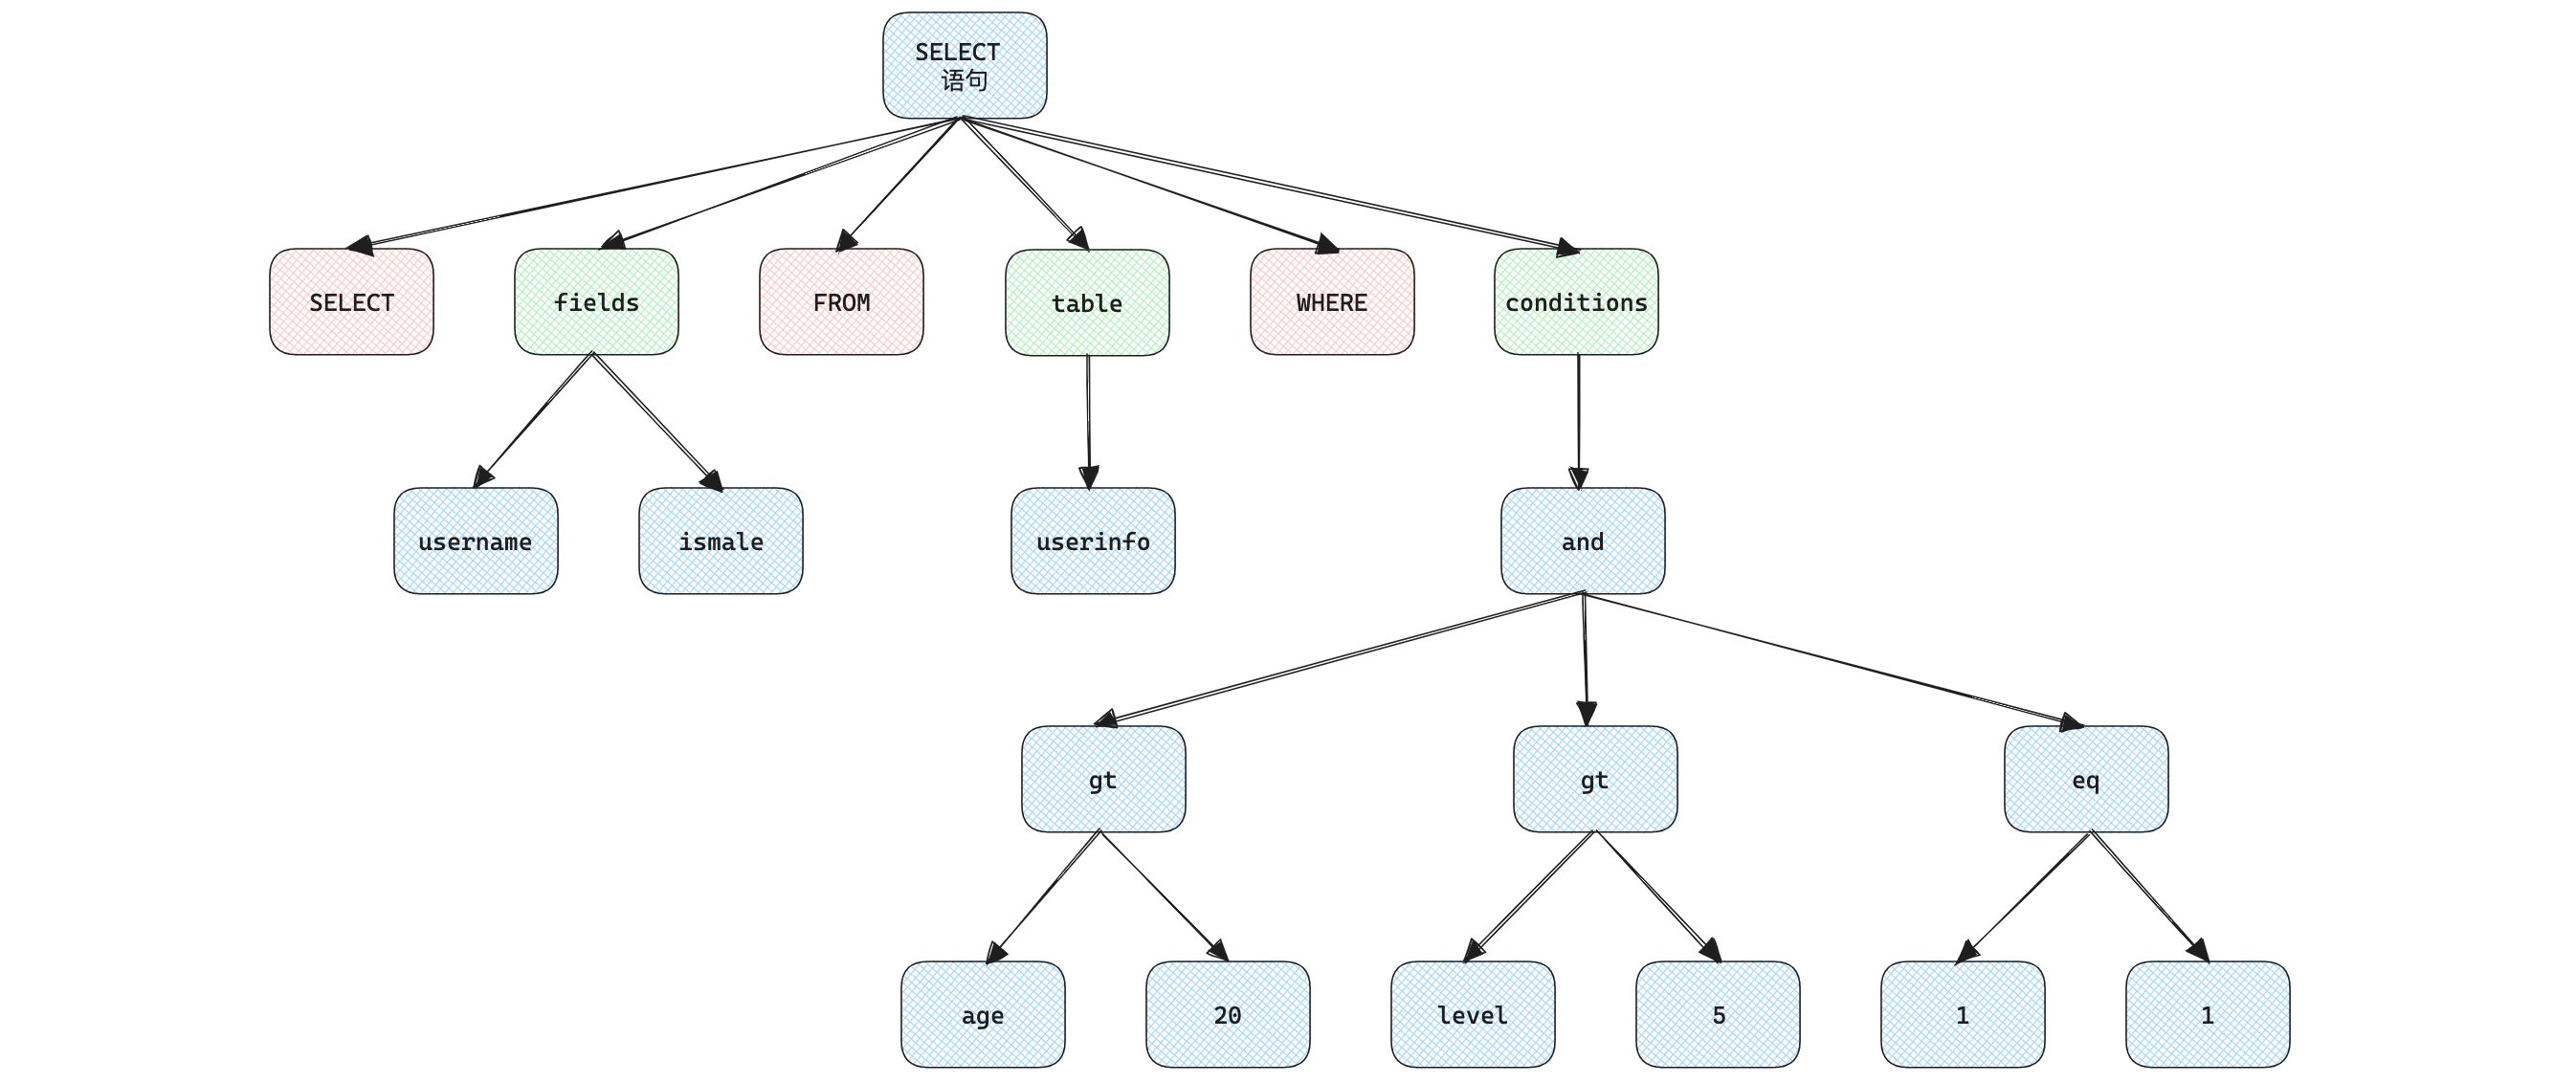 SELECT
语句
SELECT
fields
FROM
table
WHERE
conditions
username
ismale
userinfo
and
gt
gt
eq
age
20
level
5
1
1